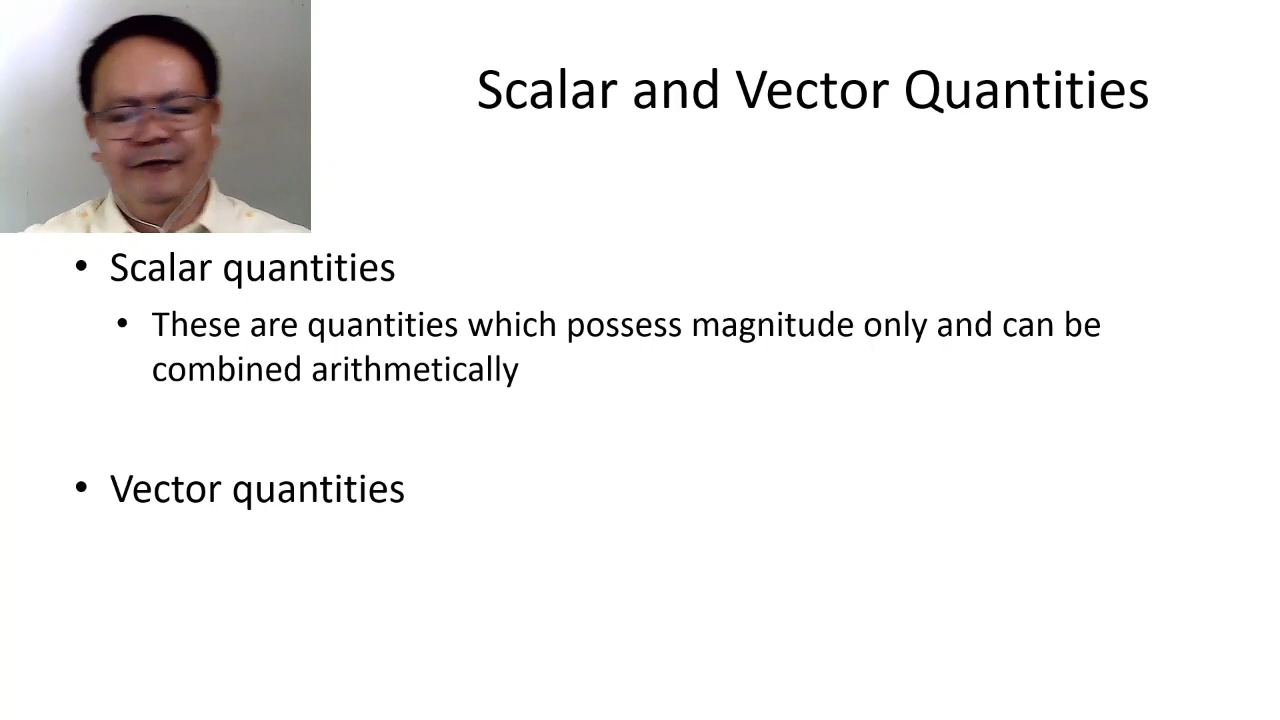 Scalar and Vector Quantities
• Scalar quantities
• These are quantities which possess magnitude only and can be
combined arithmetically
• Vector quantities